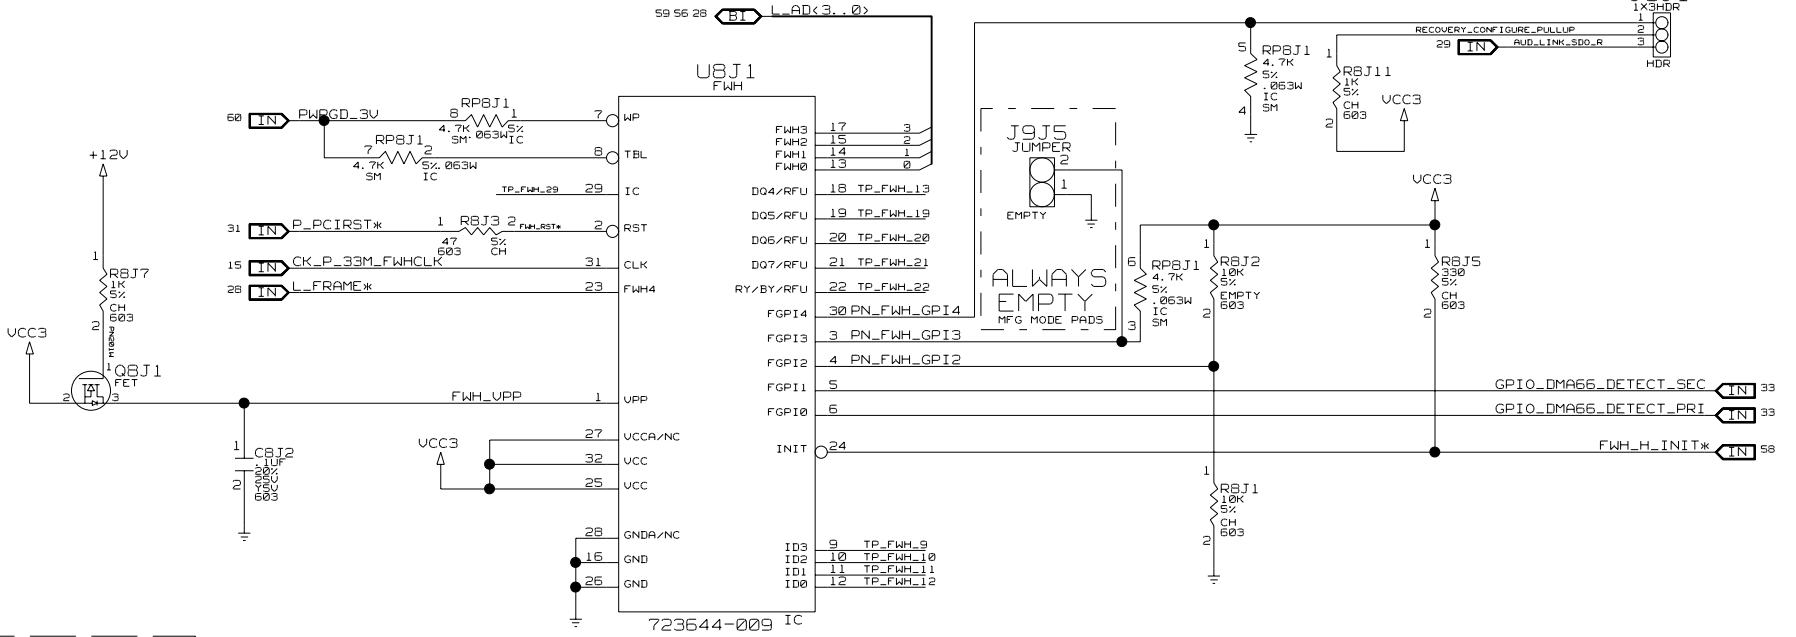 59 56 28 BI L_AD<3..0>
1X3HDR
1
2
3
RECOVERY_CONFIGURE_PULLUP
29 IN AUD_LINK_SDO_R
HDR
5 RP8J1
4.7K
5%
.063W
IC
4 SM
1
R8J11
1K
5%
CH
603
2
VCC3
U8J1
FWH
60 IN PWRGD_3V
8 RP8J1 1
4.7K 5%
SM .063W IC
7 WP
7 RP8J1 2
4.7K 5% .063W
SM IC
8 TBL
TP_FWH_29 29 IC
31 IN P_PCIRST*
1 R8J3 2 FWH_RST*
47 5%
603 CH
2 RST
15 IN CK_P_33M_FWHCLK 31 CLK
28 IN L_FRAME* 23 FWH4
+12V
1
R8J7
1K
5%
CH
603
2
VCC3
1 Q8J1
FET
2 3
FWH_VPP 1 VPP
1 C8J2
.1UF
20%
603
2
VCC3
27 VCCA/NC
32 VCC
25 VCC
28 GNDA/NC
16 GND
26 GND
FWH3 17 3
FWH2 15 2
FWH1 14 1
FWH0 13 0
DQ4/RFU 18 TP_FWH_13
DQ5/RFU 19 TP_FWH_19
DQ6/RFU 20 TP_FWH_20
DQ7/RFU 21 TP_FWH_21
RY/BY/RFU 22 TP_FWH_22
FGPI4 30 PN_FWH_GPI4
FGPI3 3 PN_FWH_GPI3
FGPI2 4 PN_FWH_GPI2
FGPI1 5
FGPI0 6
INIT 24
ID3 9 TP_FWH_9
ID2 10 TP_FWH_10
ID1 11 TP_FWH_11
ID0 12 TP_FWH_12
723644-009 IC
J9J5
JUMPER
2
1
EMPTY
ALWAYS
EMPTY
MFG MODE PADS
6 RP8J1
4.7K
5%
.063W
IC
3 SM
1
R8J2
10K
5%
EMPTY
603
2
VCC3
1
R8J5
330
5%
CH
603
2
GPIO_DMA66_DETECT_SEC IN 33
GPIO_DMA66_DETECT_PRI IN 33
FWH_H_INIT* IN 58
1
R8J1
10K
5%
CH
603
2